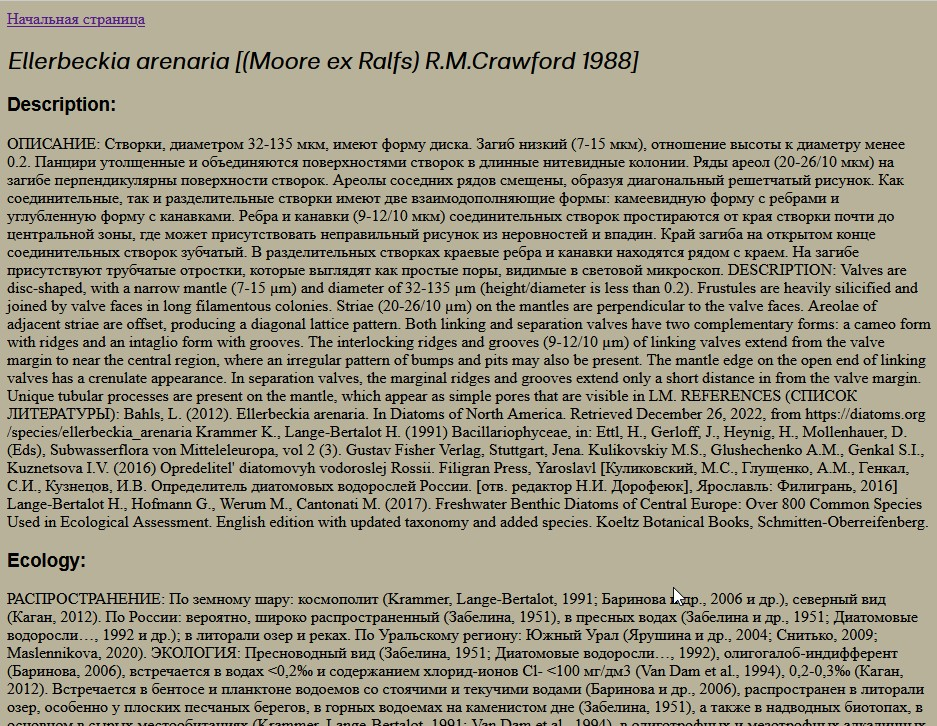 Начальная страница
Ellerbeckia arenaria [(Moore ex Ralfs) R.M.Crawford 1988]
Description:
ОПИСАНИЕ: Створки, диаметром 32-135 мкм, имеют форму диска. Загиб низкий (7-15 мкм), отношение высоты к диаметру менее
0.2. Панцири утолщенные и объединяются поверхностями створок в длинные нитевидные колонии. Ряды ареол (20-26/10 мкм) на
загибе перпендикулярны поверхности створок. Ареолы соседних рядов смещены, образуя диагональный решетчатый рисунок. Как
соединительные, так и разделительные створки имеют две взаимодополняющие формы: камеевидную форму с ребрами и
углубленную форму с канавками. Ребра и канавки (9-12/10 мкм) соединительных створок простираются от края створки почти до
центральной зоны, где может присутствовать неправильный рисунок из неровностей и впадин. Край загиба на открытом конце
соединительных створок зубчатый. В разделительных створках краевые ребра и канавки находятся рядом с краем. На загибе
присутствуют трубчатые отростки, которые выглядят как простые поры, видимые в световой микроскоп. DESCRIPTION: Valves are
disc-shaped, with a narrow mantle (7-15 µm) and diameter of 32-135 µm (height/diameter is less than 0.2). Frustules are heavily silicified and
joined by valve faces in long filamentous colonies. Striae (20-26/10 µm) on the mantles are perpendicular to the valve faces. Areolae of
adjacent striae are offset, producing a diagonal lattice pattern. Both linking and separation valves have two complementary forms: a cameo form
with ridges and an intaglio form with grooves. The interlocking ridges and grooves (9-12/10 µm) of linking valves extend from the valve
margin to near the central region, where an irregular pattern of bumps and pits may also be present. The mantle edge on the open end of linking
valves has a crenulate appearance. In separation valves, the marginal ridges and grooves extend only a short distance in from the valve margin.
Unique tubular processes are present on the mantle, which appear as simple pores that are visible in LM. REFERENCES (СПИСОК
ЛИТЕРАТУРЫ): Bahls, L. (2012). Ellerbeckia arenaria. In Diatoms of North America. Retrieved December 26, 2022, from https://diatoms.org
/species/ellerbeckia_arenaria Krammer K., Lange-Bertalot H. (1991) Bacillariophyceae, in: Ettl, H., Gerloff, J., Heynig, H., Mollenhauer, D.
(Eds), Subwasserflora von Mitteleleuropa, vol 2 (3). Gustav Fisher Verlag, Stuttgart, Jena. Kulikovskiy M.S., Glushechenko A.M., Genkal S.I.,
Kuznetsova I.V. (2016) Opredelitel' diatomovyh vodoroslej Rossii. Filigran Press, Yaroslavl [Куликовский, М.С., Глущенко, А.М., Генкал,
С.И., Кузнецов, И.В. Определитель диатомовых водорослей России. [отв. редактор Н.И. Дорофеюк], Ярославль: Филигрань, 2016]
Lange-Bertalot H., Hofmann G., Werum M., Cantonati M. (2017). Freshwater Benthic Diatoms of Central Europe: Over 800 Common Species
Used in Ecological Assessment. English edition with updated taxonomy and added species. Koeltz Botanical Books, Schmitten-Oberreifenberg.
Ecology:
РАСПРОСТРАНЕНИЕ: По земному шару: космополит (Krammer, Lange-Bertalot, 1991; Баринова и др., 2006 и др.), северный вид
(Каган, 2012). По России: вероятно, широко распространенный (Забелина, 1951), в пресных водах (Забелина и др., 1951; Диатомовые
водоросли…, 1992 и др.); в литорали озер и реках. По Уральскому региону: Южный Урал (Ярушина и др., 2004; Снитько, 2009;
Maslennikova, 2020). ЭКОЛОГИЯ: Пресноводный вид (Забелина, 1951; Диатомовые водоросли…, 1992), олигогалоб-индифферент
(Баринова, 2006), встречается в водах <0,2‰ и содержанием хлорид-ионов Cl- <100 мг/дм3 (Van Dam et al., 1994), 0,2-0,3‰ (Каган,
2012). Встречается в бентосе и планктоне водоемов со стоячими и текучими водами (Баринова и др., 2006), распространен в литорали
озер, особенно у плоских песчаных берегов, в горных водоемах на каменистом дне (Забелина, 1951), а также в надводных биотопах, в
основном в сырых местообитаниях (Krammer, Lange-Bertalot, 1991; Van Dam et al., 1994), в олиготрофных и мезотрофных алкалинных